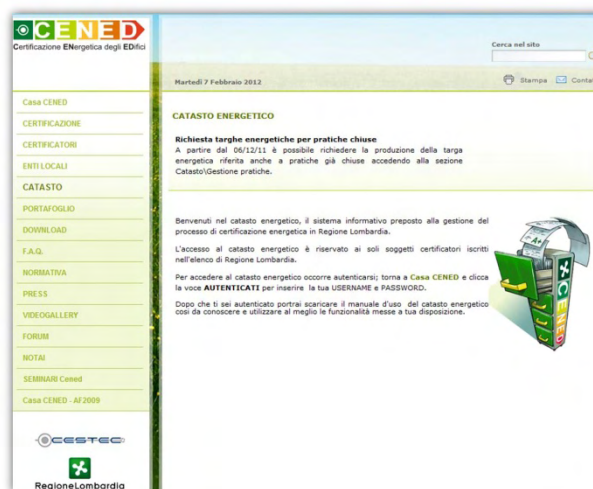 CENED
Certificazione ENergetica degli EDifici
Cerca nel sito
Martedì 7 Febbraio 2012
Stampa
Casa CENED
CERTIFICAZIONE
CERTIFICATORI
ENTI LOCALI
CATASTO
PORTAFOGLIO
DOWNLOAD
F.A.Q.
NORMATIVA
PRESS
VIDEOGALLERY
FORUM
NOTAI
SEMINARI Cened
Casa CENED - AF2009
CESTEC
RegioneLombardia
CATASTO ENERGETICO
Richiesta targhe energetiche per pratiche chiuse
A partire dal 06/12/11 è possibile richiedere la produzione della targa
energetica riferita anche a pratiche già chiuse accedendo alla sezione
Catasto\Gestione pratiche.
Benvenuti nel catasto energetico, il sistema informativo preposto alla gestione del
processo di certificazione energetica in Regione Lombardia.
L'accesso al catasto energetico è riservato ai soli soggetti certificatori iscritti
nell'elenco di Regione Lombardia.
Per accedere al catasto energetico occorre autenticarsi; torna a Casa CENED e clicca
la voce AUTENTICATI per inserire la tua USERNAME e PASSWORD.
Dopo che ti sei autenticato potrai scaricare il manuale d'uso del catasto energetico
così da conoscere e utilizzare al meglio le funzionalità messe a tua disposizione.
A+
CENED